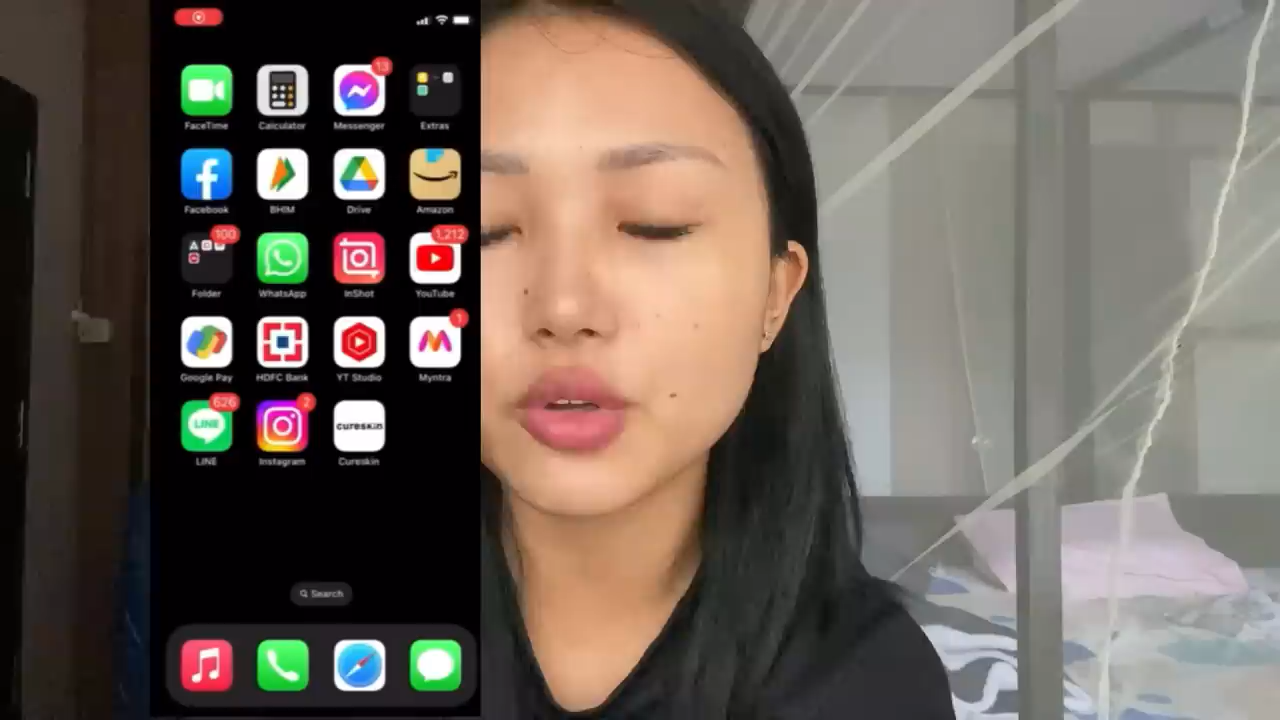 13
FaceTime Calculator Messenger Extras
Facebook BHIM Drive Amazon
100 1,212
Folder WhatsApp InShot YouTube
1
Google Pay HDFC Bank YT Studio Myntra
626 2
LINE cureskin
LINE Instagram Cureskin
Search